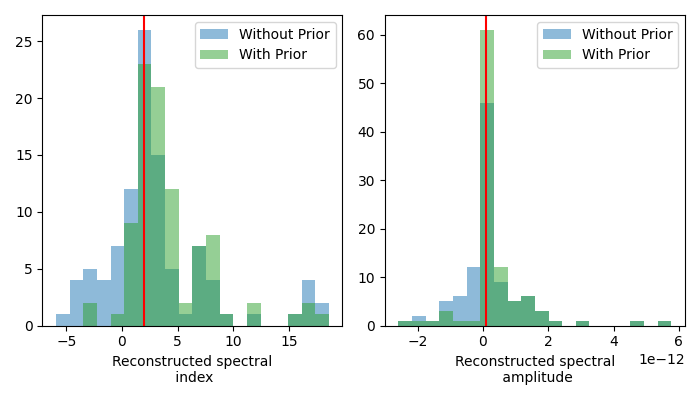 Without Prior
With Prior
25
20
15
10
5
0
−5
0
5
10
15
Reconstructed spectral
index
Without Prior
With Prior
60
50
40
30
20
10
0
−2
0
2
4
6
1e−12
Reconstructed spectral
amplitude